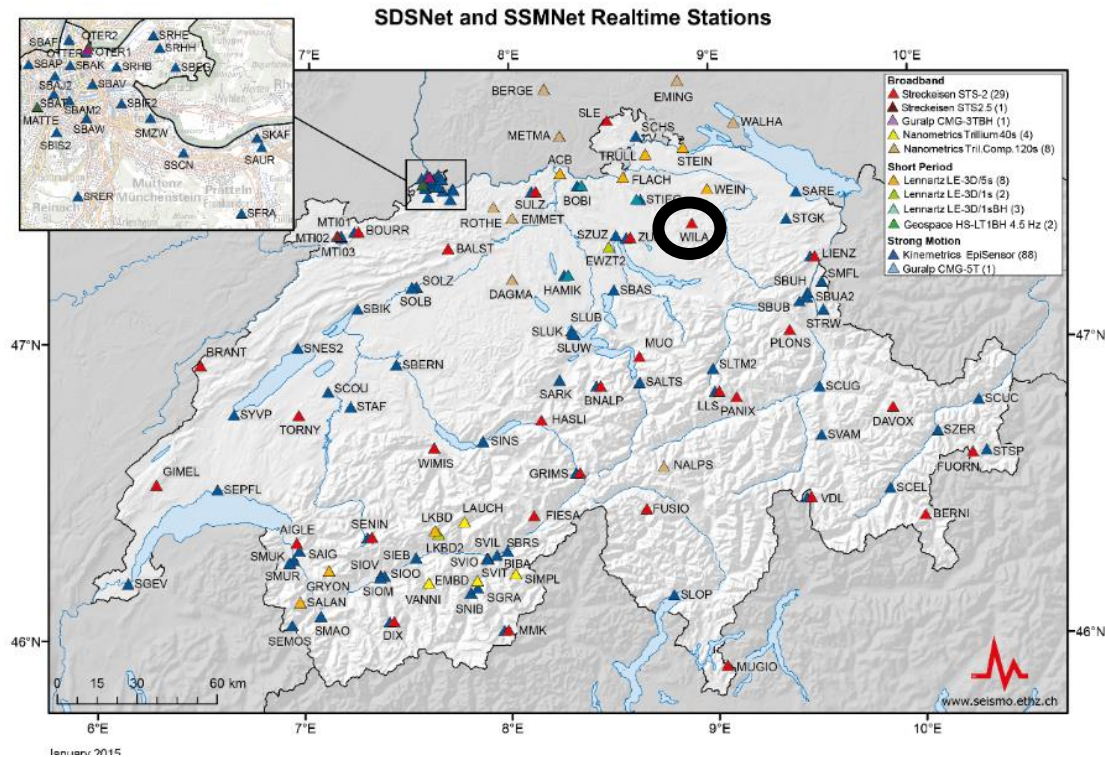 SDSNet and SSMNet Realtime Stations
7°E
8°E
9°E
10°E
SBAF
OTER2
SRHE
OTTER
OTER1
SRHH
SBAP
SBAK
SRHB
SBEG
SBAJ2
SBAV
SBAT
SBAM2
SBIF2
MATTE
SBAW
SMZW
SKAF
SBIS2
SSCN
SAUR
SRER
Muttenz
Prattein
SFRA
Broadband
Streckeisen STS-2 (29)
Streckeisen STS2.5 (1)
Guralp CMG-3TBH (1)
Nanometrics Trillium40s (4)
Nanometrics Tril.Comp.120s (8)
Short Period
Lennartz LE-3D/5s (8)
Lennartz LE-3D/1s (2)
Lennartz LE-3D/1sBH (3)
Geospace HS-LT1BH 4.5 Hz (2)
Strong Motion
Kinemetrics EpiSensor (88)
Guralp CMG-5T (1)
BERGE
EMING
SLE
METMA
SCHS
WALHA
TRULL
STEIN
ACB
FLACH
WEIN
SARE
SULZ
BOBI
STIEG
ROTHE
EMMET
STGK
MTI01
MTI02
BOURR
MTI03
SZUZ
ZU
WILA
BALST
EWZT2
LIENZ
SOLZ
DAGMA
HAMIK
SBUH
SMFL
SOLB
SBAS
SBUA2
SBIK
SBUB
SLUB
STRW
47°N
SLUK
47°N
SLUW
PLONS
SNES2
MUO
BRANT
SBERN
SLTM2
SCOU
SARK
SALTS
SCUG
SCUC
BNALP
LLS
PANIX
SYVP
STAF
DAVOX
TORNY
HASLI
SINS
SVAM
SZER
WIMIS
STSP
NALPS
FUORN
GIMEL
GRIMS
SEPFL
VDL
SCEL
LAUCH
FUSIO
LKBD
FIESA
BERNI
AIGLE
SENIN
SVIL
SBRS
LKBD2
SMUK
SAIG
SIEB
SIOV
SVIO
BIBA
SMUR
SIOO
SVIT
SIMPL
EMBD
SGEV
GRYON
SIOM
VANNI
SGRA
SALAN
SNIB
SLOP
46°N
SMAO
46°N
SEMOS
DIX
MMK
MUGIO
0 15 30 60 km
www.seismo.ethz.ch
6°E
7°E
8°E
9°E
10°E
January 2015